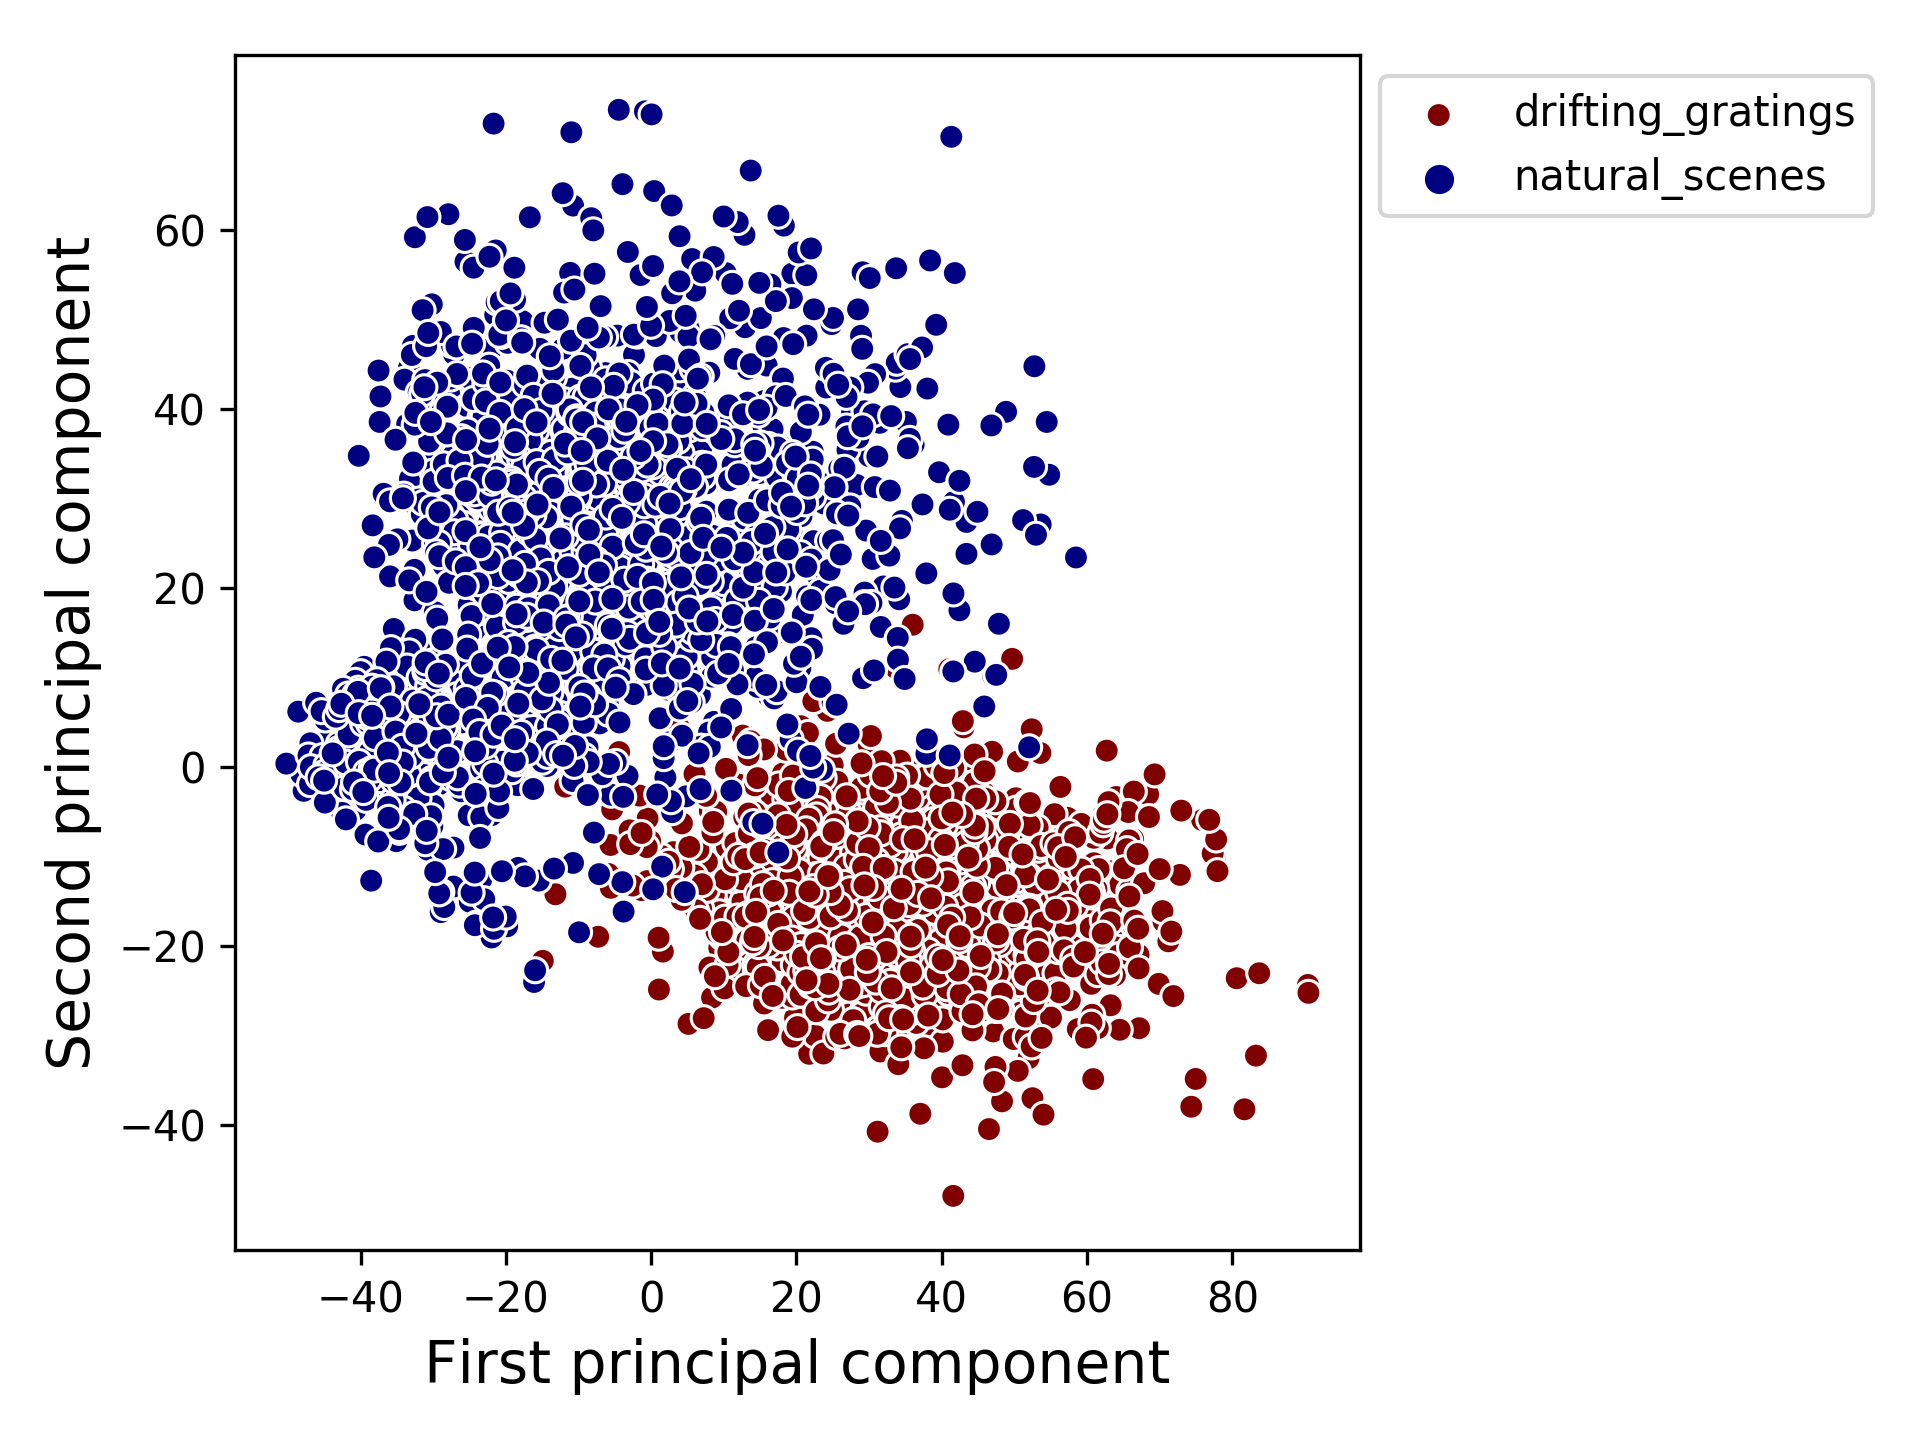 drifting_gratings
natural_scenes
Second principal component
60
40
20
0
−20
−40
−40 −20 0 20 40 60 80
First principal component